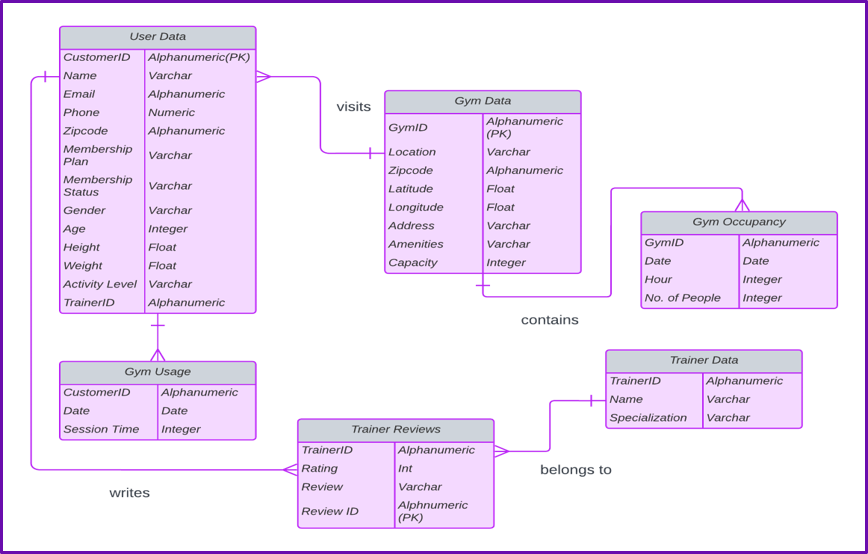 User Data
CustomerID Alphanumeric(PK)
Name Varchar
Email Alphanumeric
Phone Numeric
Zipcode Alphanumeric
Membership
Plan Varchar
Membership
Status Varchar
Gender Varchar
Age Integer
Height Float
Weight Float
Activity Level Varchar
TrainerID Alphanumeric
visits
Gym Data
GymID Alphanumeric
(PK)
Location Varchar
Zipcode Alphanumeric
Latitude Float
Longitude Float
Address Varchar
Amenities Varchar
Capacity Integer
Gym Occupancy
GymID Alphanumeric
Date Date
Hour Integer
No. of People Integer
contains
Gym Usage
CustomerID Alphanumeric
Date Date
Session Time Integer
Trainer Data
TrainerID Alphanumeric
Name Varchar
Specialization Varchar
Trainer Reviews
TrainerID Alphanumeric
Rating Int
Review Varchar
Review ID Alphnumeric
(PK)
belongs to
writes